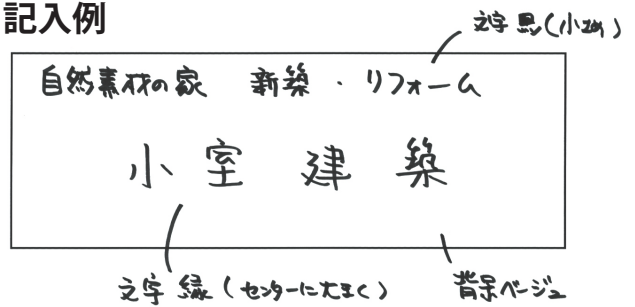 記入例
文字 黒(小さめ)
自然素材の家 新築・リフォーム
小室建築
文字 緑(センターに大きく)
背景ベージュ